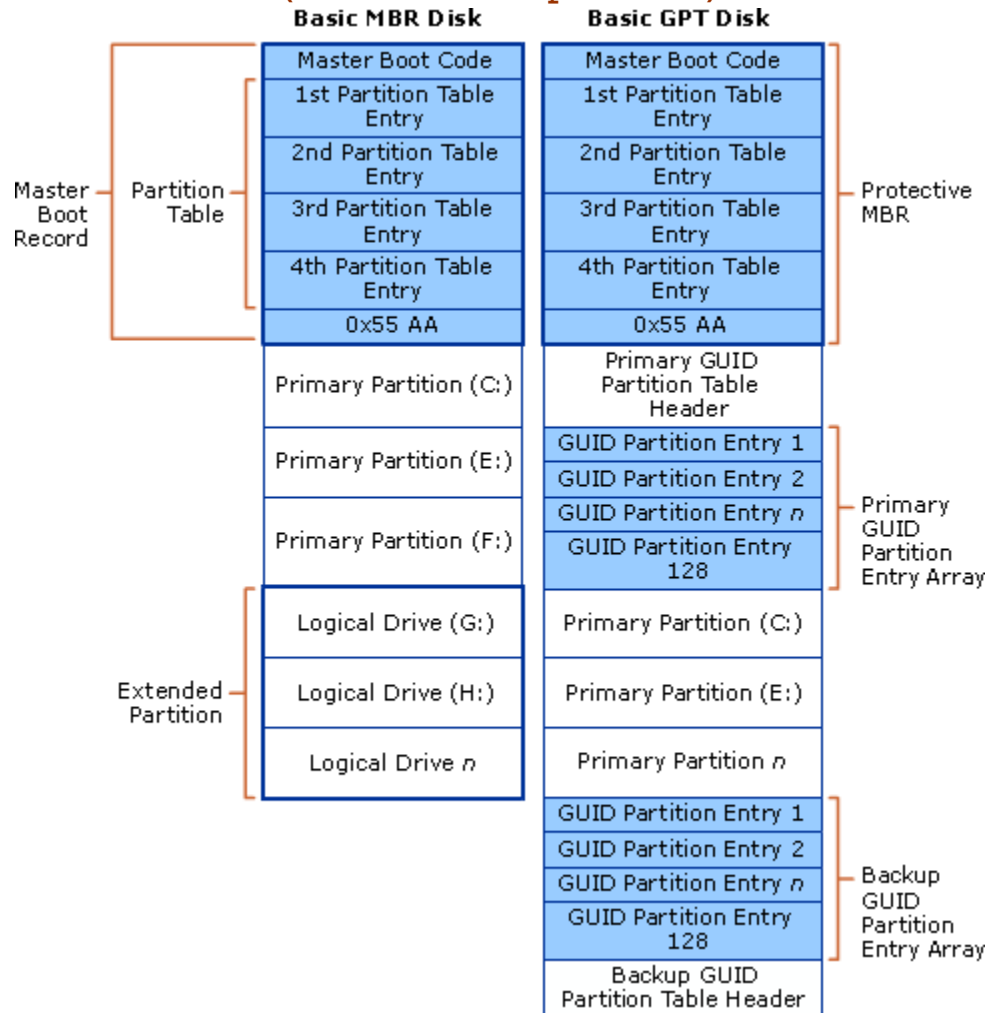 Basic MBR Disk
Basic GPT Disk
Master Boot Code
1st Partition Table
Entry
2nd Partition Table
Entry
3rd Partition Table
Entry
4th Partition Table
Entry
0x55 AA
Master
Boot
Record
Partition
Table
Primary Partition (C:)
Primary Partition (E:)
Primary Partition (F:)
Logical Drive (G:)
Logical Drive (H:)
Logical Drive n
Extended
Partition
Master Boot Code
1st Partition Table
Entry
2nd Partition Table
Entry
3rd Partition Table
Entry
4th Partition Table
Entry
0x55 AA
Protective
MBR
Primary GUID
Partition Table
Header
GUID Partition Entry 1
GUID Partition Entry 2
GUID Partition Entry n
GUID Partition Entry
128
Primary
GUID
Partition
Entry Array
Primary Partition (C:)
Primary Partition (E:)
Primary Partition n
GUID Partition Entry 1
GUID Partition Entry 2
GUID Partition Entry n
GUID Partition Entry
128
Backup
GUID
Partition
Entry Array
Backup GUID
Partition Table Header